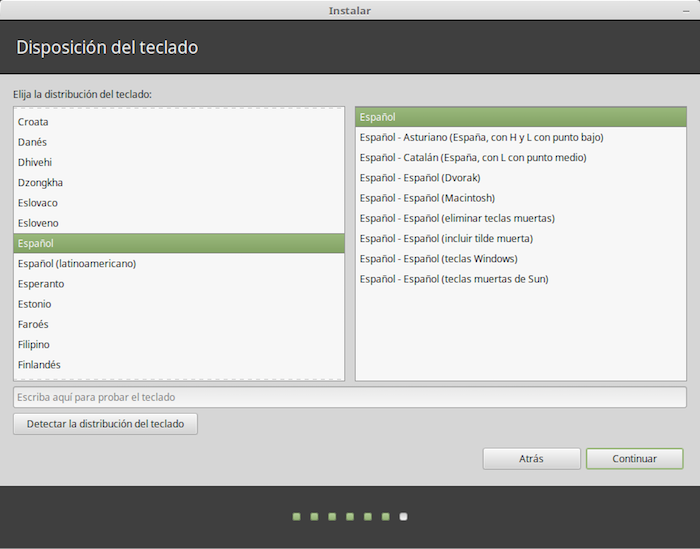 Instalar
Disposición del teclado
Elija la distribución del teclado:
Croata
Danés
Dhivehi
Dzongkha
Eslovaco
Esloveno
Español
Español (latinoamericano)
Esperanto
Estonio
Faroés
Filipino
Finlandés
Español
Español - Asturiano (España, con H y L con punto bajo)
Español - Catalán (España, con L con punto medio)
Español - Español (Dvorak)
Español - Español (Macintosh)
Español - Español (eliminar teclas muertas)
Español - Español (incluir tilde muerta)
Español - Español (teclas Windows)
Español - Español (teclas muertas de Sun)
Escriba aquí para probar el teclado
Detectar la distribución del teclado
Atrás
Continuar